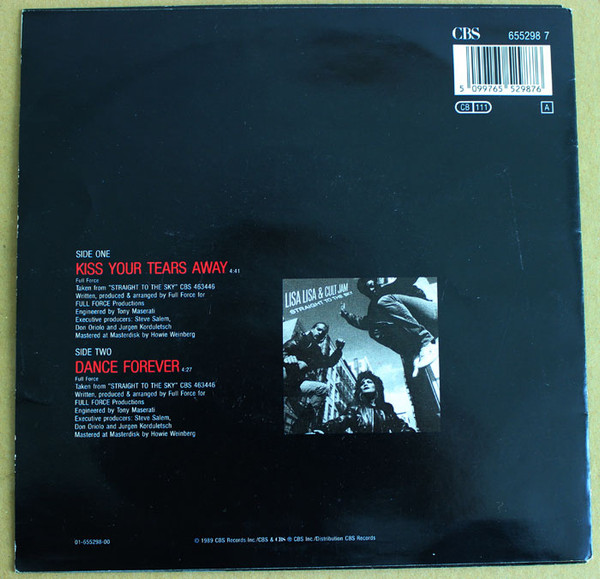 CBS 655298 7
5 099765 529876
CB 111 A
SIDE ONE
KISS YOUR TEARS AWAY 4:41
Full Force
Taken from "STRAIGHT TO THE SKY" CBS 463446
Written, produced & arranged by Full Force for
FULL FORCE Productions
Engineered by Tony Maserati
Executive producers: Steve Salem,
Don Oriolo and Jurgen Korduletsch
Mastered at Masterdisk by Howie Weinberg
LISA LISA & CULT JAM
STRAIGHT TO THE SKY
SIDE TWO
DANCE FOREVER 4:27
Full Force
Taken from "STRAIGHT TO THE SKY" CBS 463446
Written, produced & arranged by Full Force for
FULL FORCE Productions
Engineered by Tony Maserati
Executive producers: Steve Salem,
Don Oriolo and Jurgen Korduletsch
Mastered at Masterdisk by Howie Weinberg
01-655298-00
© 1989 CBS Records Inc./CBS & CBS ® CBS Inc./Distribution CBS Records